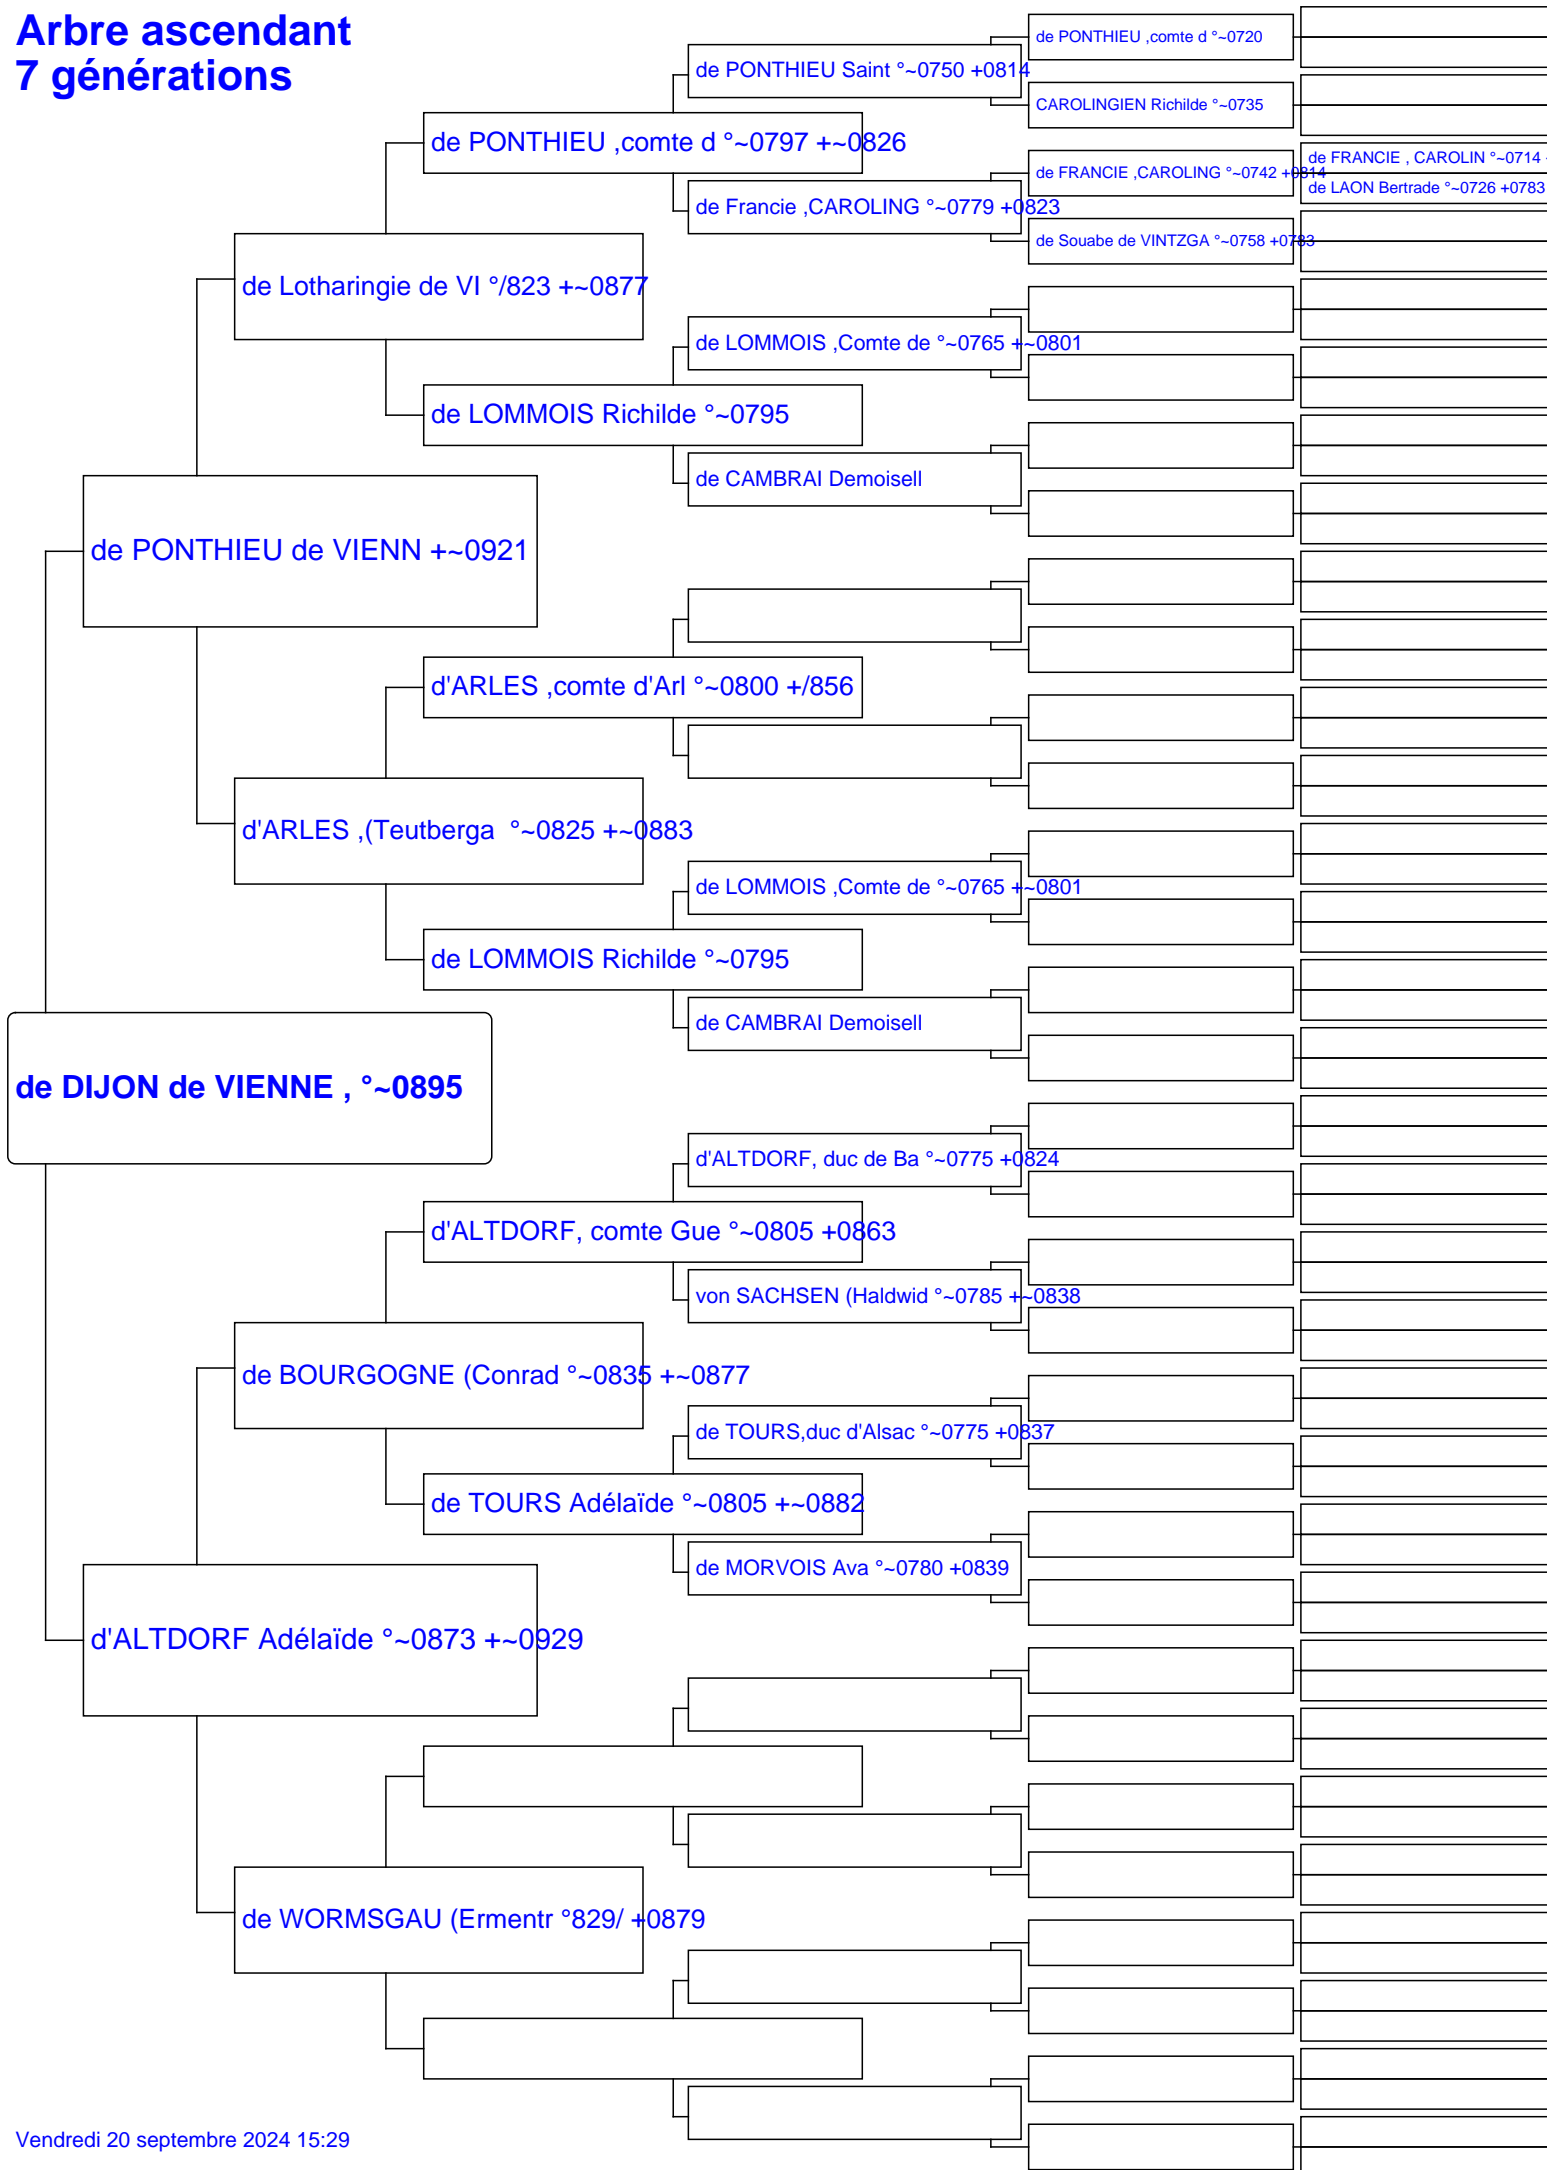 Arbre ascendant
7 générations
de PONTHIEU ,comte d °~0720
de PONTHIEU Saint °~0750 +0814
CAROLINGIEN Richilde °~0735
de PONTHIEU ,comte d °~0797 +~0826
de FRANCIE , CAROLIN °~0714
de FRANCIE ,CAROLING °~0742 +0814
de LAON Bertrade °~0726 +0783
de Francie ,CAROLING °~0779 +0823
de Souabe de VINTZGA °~0758 +0783
de Lotharingie de VI °/823 +~0877
de LOMMOIS ,Comte de °~0765 +~0801
de LOMMOIS Richilde °~0795
de CAMBRAI Demoisell
de PONTHIEU de VIENN +~0921
d'ARLES ,comte d'Arl °~0800 +/856
d'ARLES ,(Teutberga  °~0825 +~0883
de LOMMOIS ,Comte de °~0765 +~0801
de LOMMOIS Richilde °~0795
de CAMBRAI Demoisell
de DIJON de VIENNE , °~0895
d'ALTDORF, duc de Ba °~0775 +0824
d'ALTDORF, comte Gue °~0805 +0863
von SACHSEN (Haldwid °~0785 +~0838
de BOURGOGNE (Conrad °~0835 +~0877
de TOURS,duc d'Alsac °~0775 +0837
de TOURS Adélaïde °~0805 +~0882
de MORVOIS Ava °~0780 +0839
d'ALTDORF Adélaïde °~0873 +~0929
de WORMSGAU (Ermentr °829/ +0879
Vendredi 20 septembre 2024 15:29